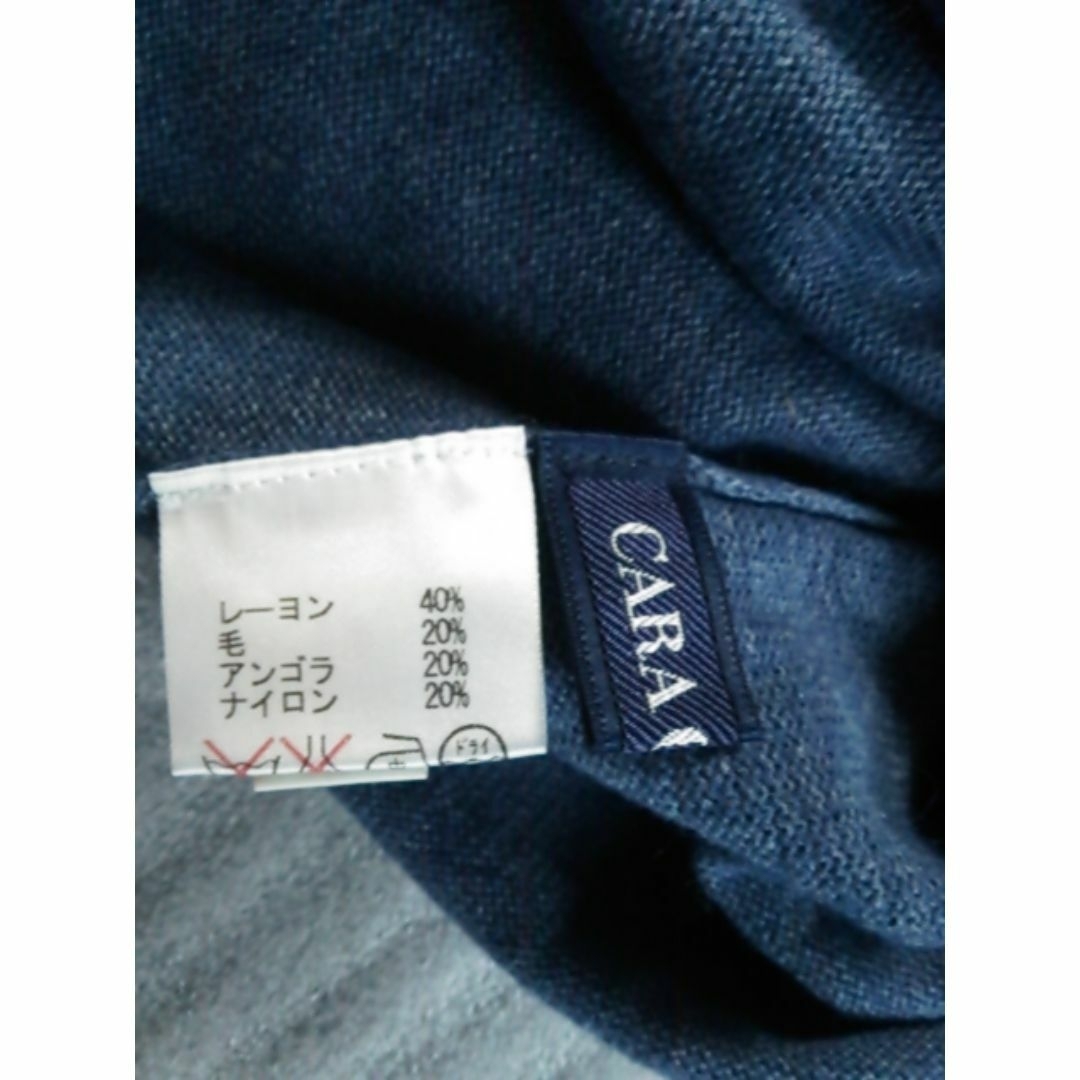 レーヨン 40%
毛 20%
アンゴラ 20%
ナイロン 20%
ドライ
CARA